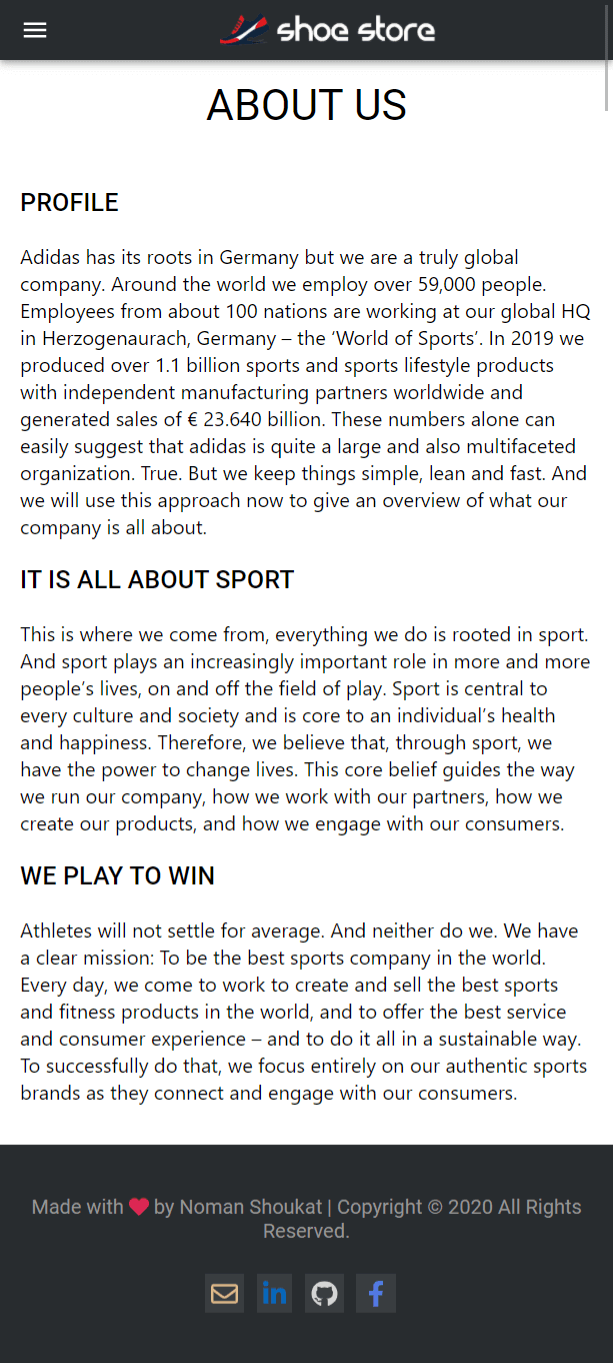 shoe store
ABOUT US
PROFILE
Adidas has its roots in Germany but we are a truly global
company. Around the world we employ over 59,000 people.
Employees from about 100 nations are working at our global HQ
in Herzogenaurach, Germany – the ‘World of Sports’. In 2019 we
produced over 1.1 billion sports and sports lifestyle products
with independent manufacturing partners worldwide and
generated sales of € 23.640 billion. These numbers alone can
easily suggest that adidas is quite a large and also multifaceted
organization. True. But we keep things simple, lean and fast. And
we will use this approach now to give an overview of what our
company is all about.
IT IS ALL ABOUT SPORT
This is where we come from, everything we do is rooted in sport.
And sport plays an increasingly important role in more and more
people’s lives, on and off the field of play. Sport is central to
every culture and society and is core to an individual’s health
and happiness. Therefore, we believe that, through sport, we
have the power to change lives. This core belief guides the way
we run our company, how we work with our partners, how we
create our products, and how we engage with our consumers.
WE PLAY TO WIN
Athletes will not settle for average. And neither do we. We have
a clear mission: To be the best sports company in the world.
Every day, we come to work to create and sell the best sports
and fitness products in the world, and to offer the best service
and consumer experience – and to do it all in a sustainable way.
To successfully do that, we focus entirely on our authentic sports
brands as they connect and engage with our consumers.
Made with ❤ by Noman Shoukat | Copyright © 2020 All Rights
Reserved.